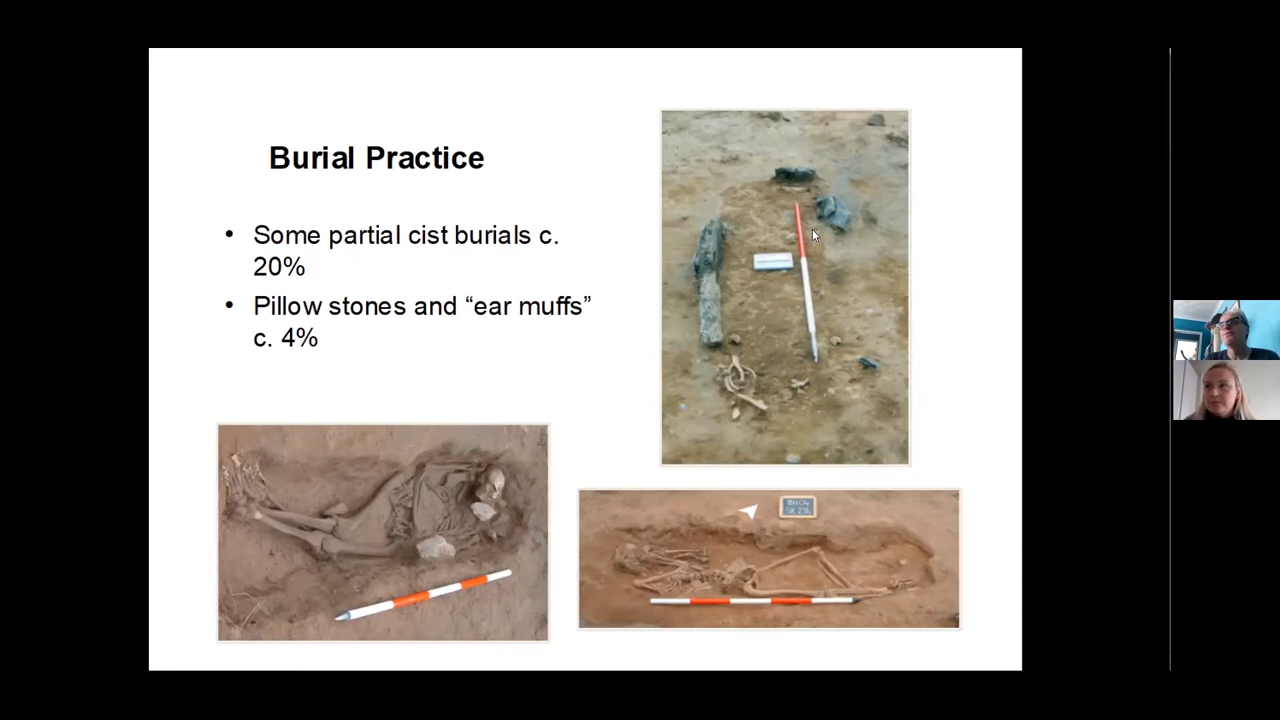 Burial Practice
• Some partial cist burials c.
20%
• Pillow stones and “ear muffs”
c. 4%